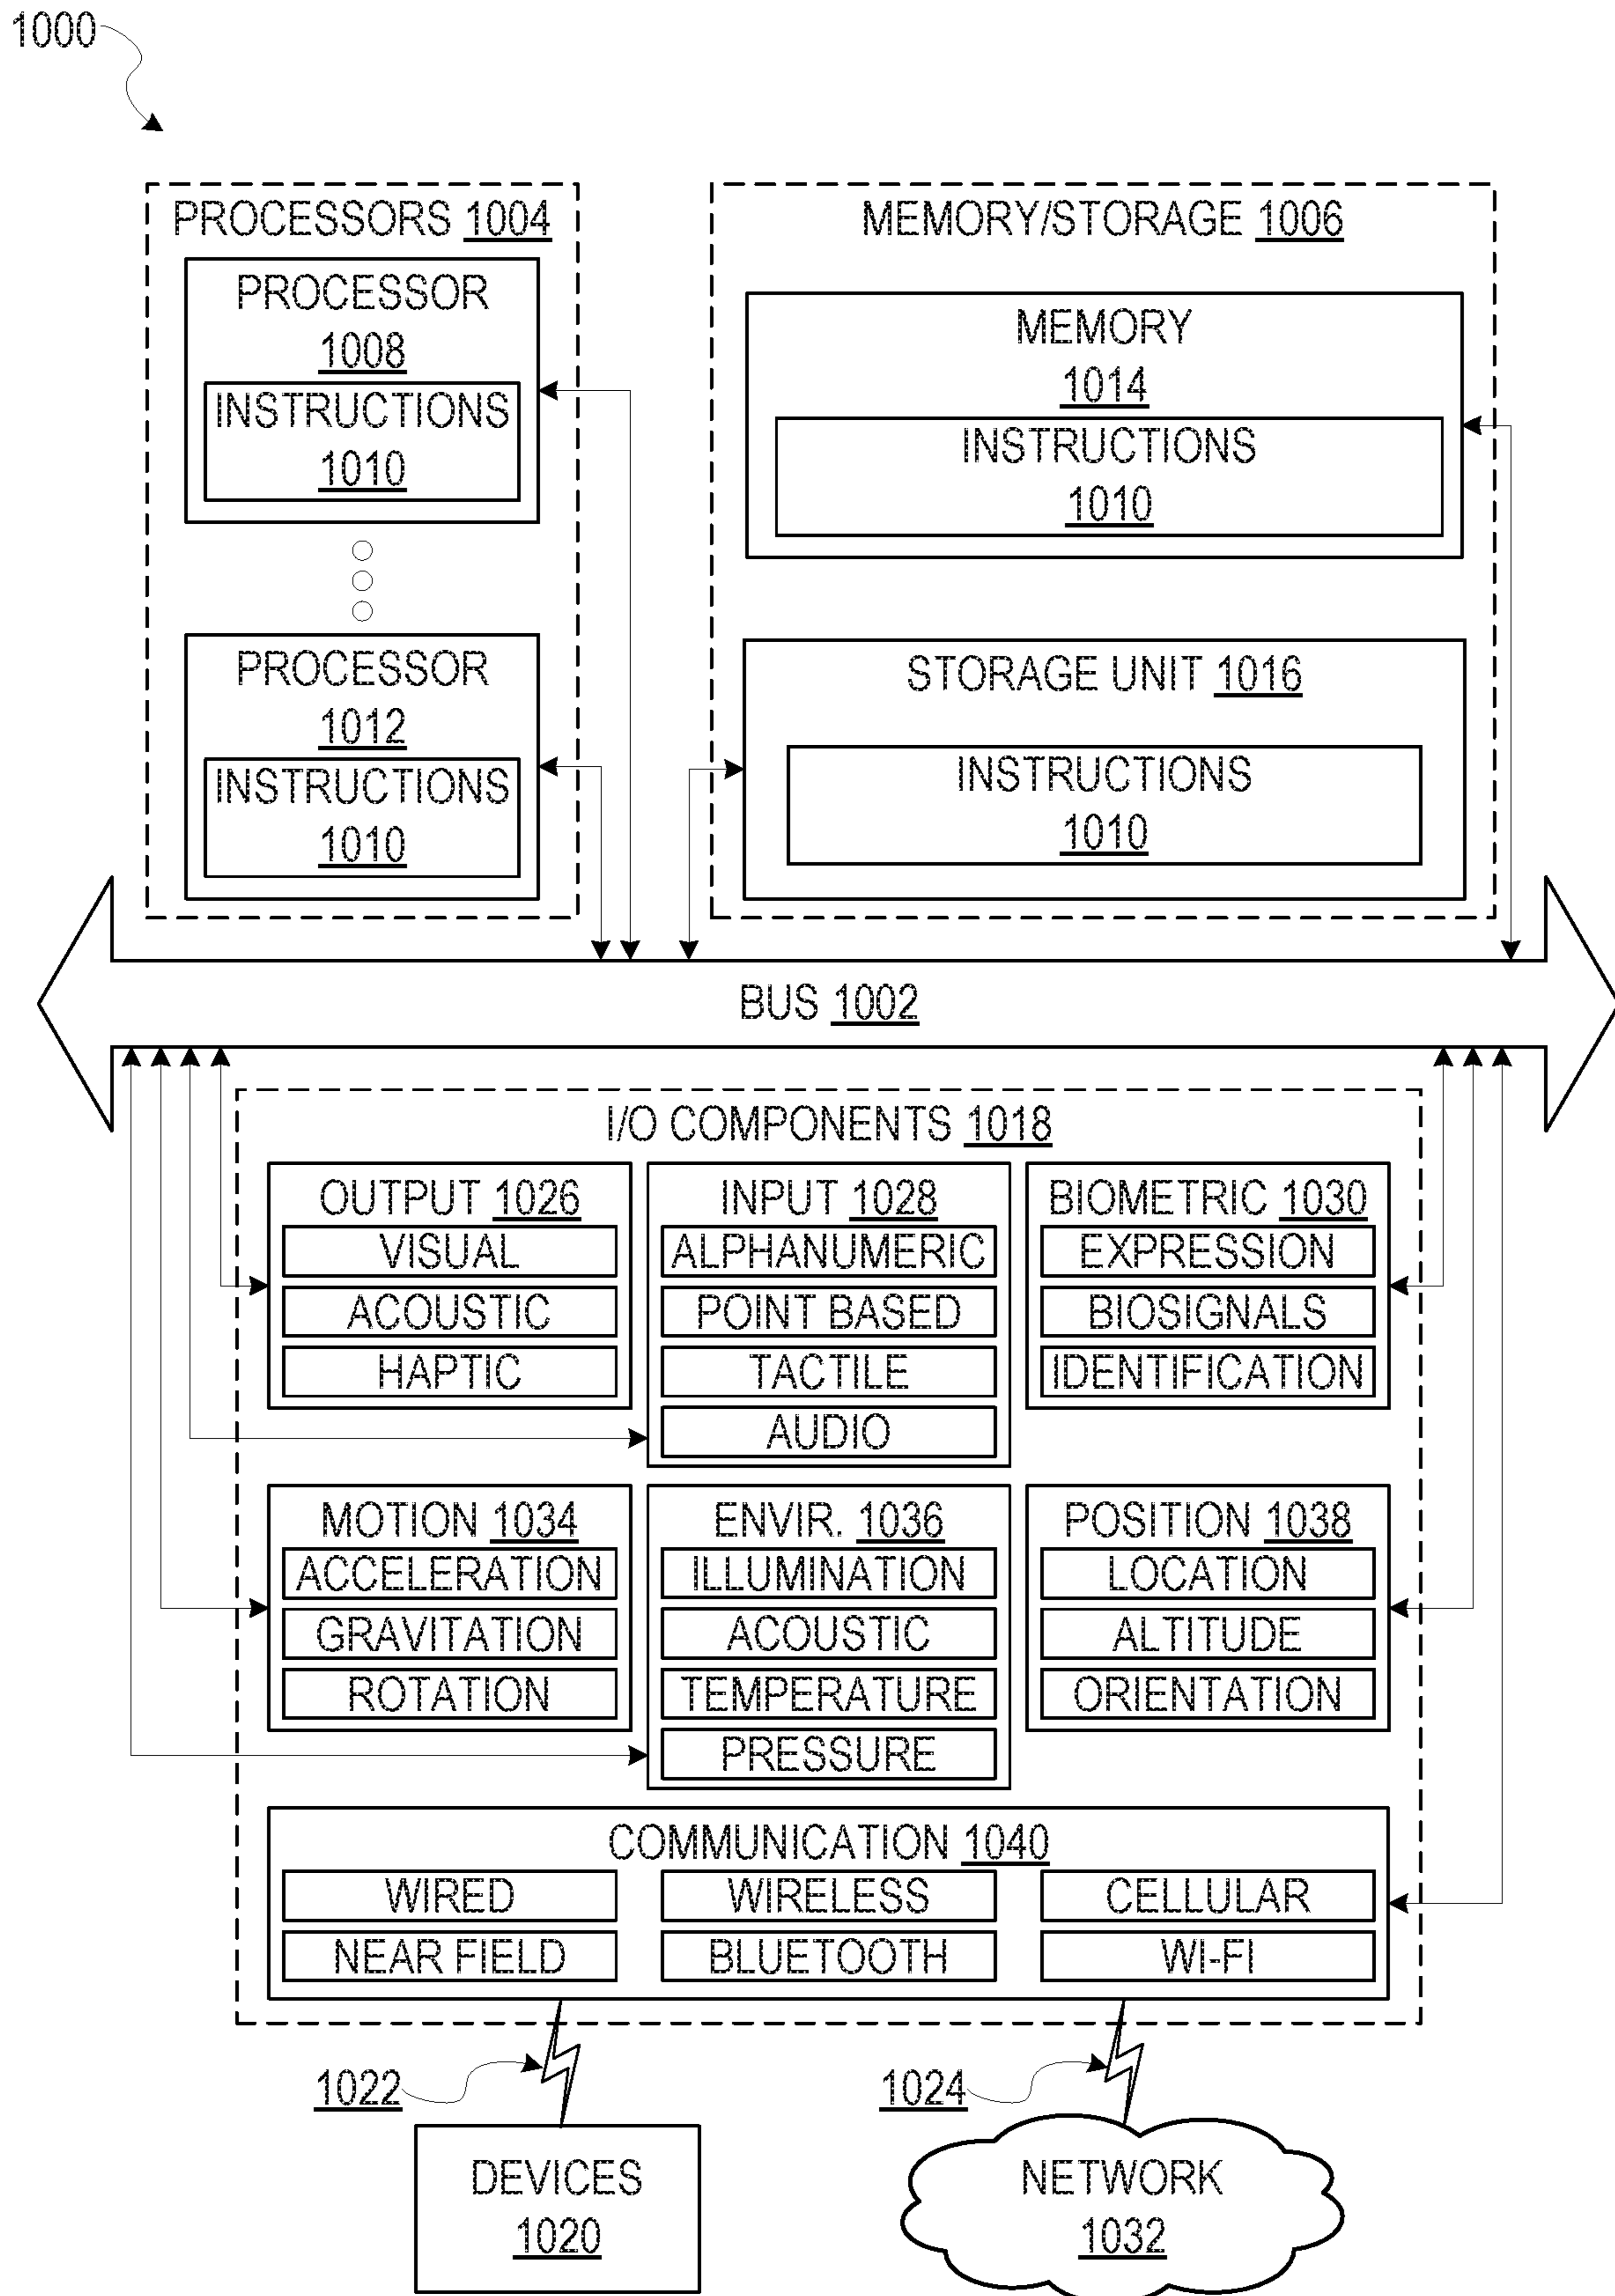 1000
PROCESSORS 1004
PROCESSOR
1008
INSTRUCTIONS
1010
PROCESSOR
1012
INSTRUCTIONS
1010
MEMORY/STORAGE 1006
MEMORY
1014
INSTRUCTIONS
1010
STORAGE UNIT 1016
INSTRUCTIONS
1010
BUS 1002
I/O COMPONENTS 1018
OUTPUT 1026
VISUAL
ACOUSTIC
HAPTIC
INPUT 1028
ALPHANUMERIC
POINT BASED
TACTILE
AUDIO
BIOMETRIC 1030
EXPRESSION
BIOSIGNALS
IDENTIFICATION
MOTION 1034
ACCELERATION
GRAVITATION
ROTATION
ENVIR. 1036
ILLUMINATION
ACOUSTIC
TEMPERATURE
PRESSURE
POSITION 1038
LOCATION
ALTITUDE
ORIENTATION
COMMUNICATION 1040
WIRED
WIRELESS
CELLULAR
NEAR FIELD
BLUETOOTH
WI-FI
1022
1024
DEVICES
1020
NETWORK
1032